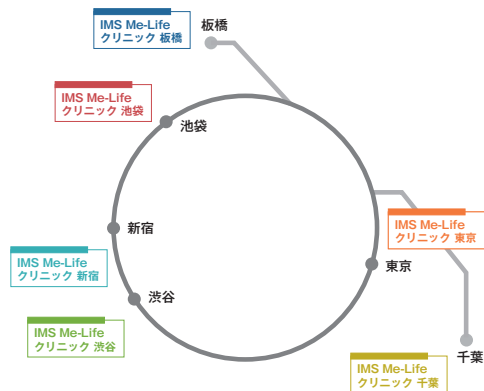 IMS Me-Life
クリニック 板橋
板橋
IMS Me-Life
クリニック 池袋
池袋
新宿
IMS Me-Life
クリニック 新宿
渋谷
IMS Me-Life
クリニック 渋谷
IMS Me-Life
クリニック 東京
東京
千葉
IMS Me-Life
クリニック 千葉